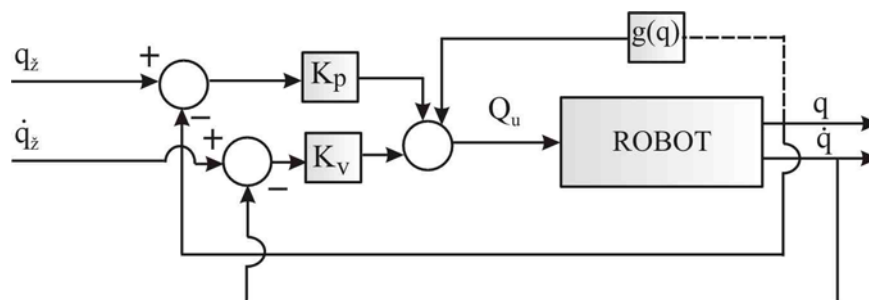 g(q)
+
q_ž
K_p
−
Q_u
q
q̇_ž
+
K_v
ROBOT
q̇
−